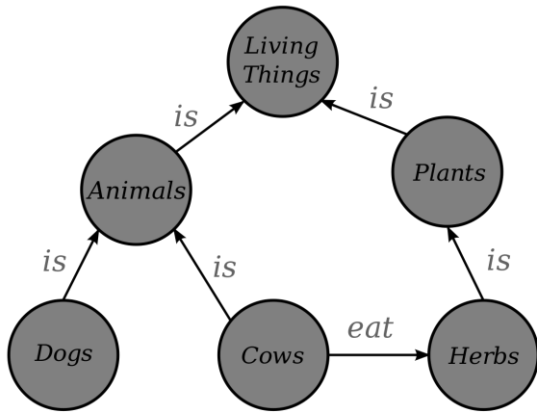 Living
Things
is
is
Animals
Plants
is
is
is
Dogs
Cows
eat
Herbs